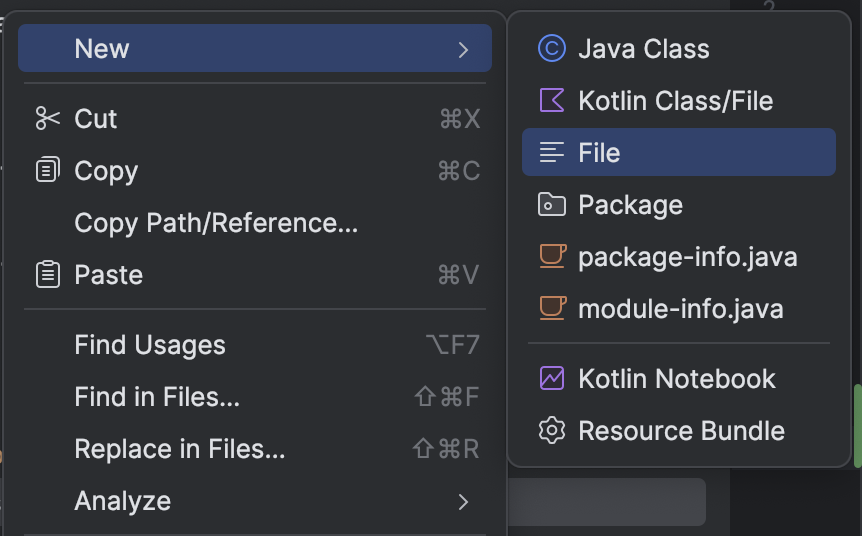 New
Cut ⌘X
Copy ⌘C
Copy Path/Reference...
Paste ⌘V
Find Usages ⌥F7
Find in Files... ⇧⌘F
Replace in Files... ⇧⌘R
Analyze
Java Class
Kotlin Class/File
File
Package
package-info.java
module-info.java
Kotlin Notebook
Resource Bundle